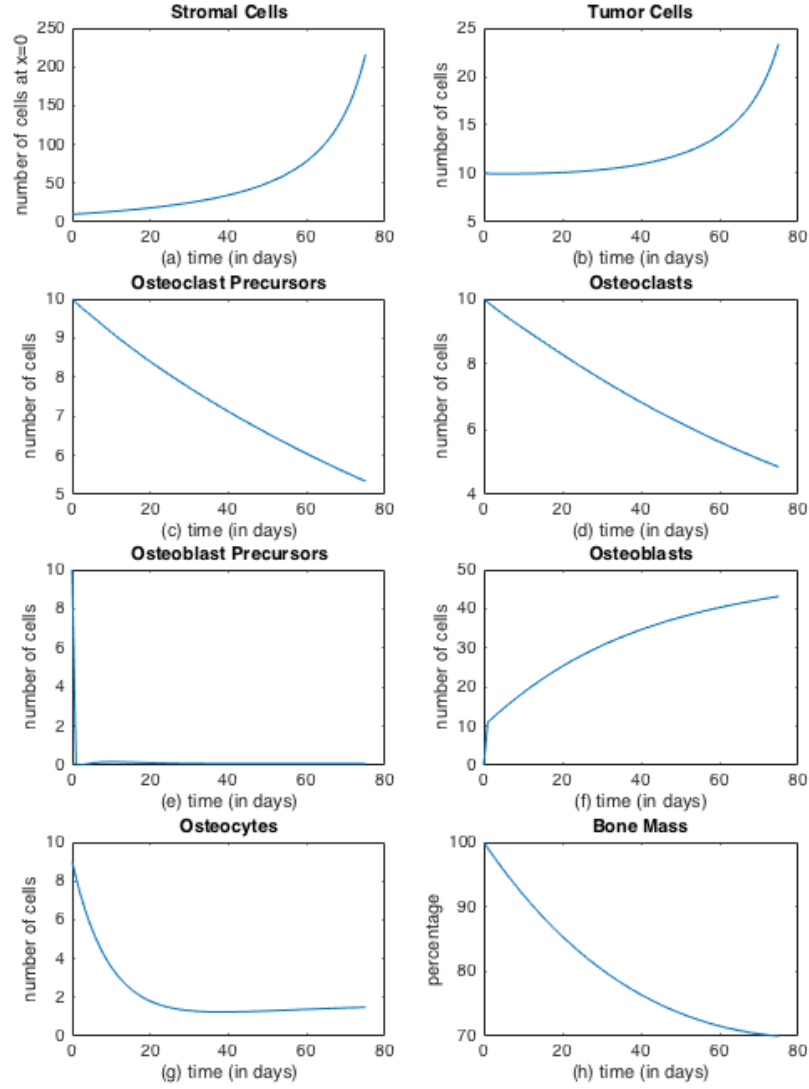 Stromal Cells
number of cells at x=0
250
200
150
100
50
0
0 20 40 60 80
(a) time (in days)
Tumor Cells
number of cells
25
20
15
10
5
0 20 40 60 80
(b) time (in days)
Osteoclast Precursors
number of cells
10
9
8
7
6
5
0 20 40 60 80
(c) time (in days)
Osteoclasts
number of cells
10
8
6
4
0 20 40 60 80
(d) time (in days)
Osteoblast Precursors
number of cells
10
8
6
4
2
0
0 20 40 60 80
(e) time (in days)
Osteoblasts
number of cells
50
40
30
20
10
0
0 20 40 60 80
(f) time (in days)
Osteocytes
number of cells
10
8
6
4
2
0
0 20 40 60 80
(g) time (in days)
Bone Mass
percentage
100
90
80
70
0 20 40 60 80
(h) time (in days)